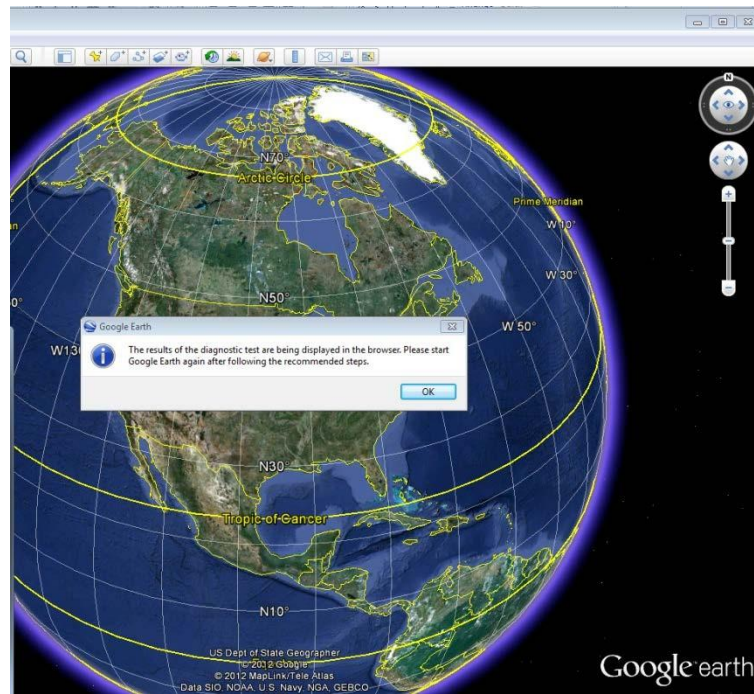 N
N70°
Arctic Circle
Prime Meridian
W 10°
W 30°
N50°
W 50°
Google Earth
W130
The results of the diagnostic test are being displayed in the browser. Please start
Google Earth again after following the recommended steps.
OK
N30°
Tropic of Cancer
N10°
US Dept of State Geographer
© 2012 Google
© 2012 MapLink/Tele Atlas
Data SIO, NOAA, U.S. Navy, NGA, GEBCO
Google earth